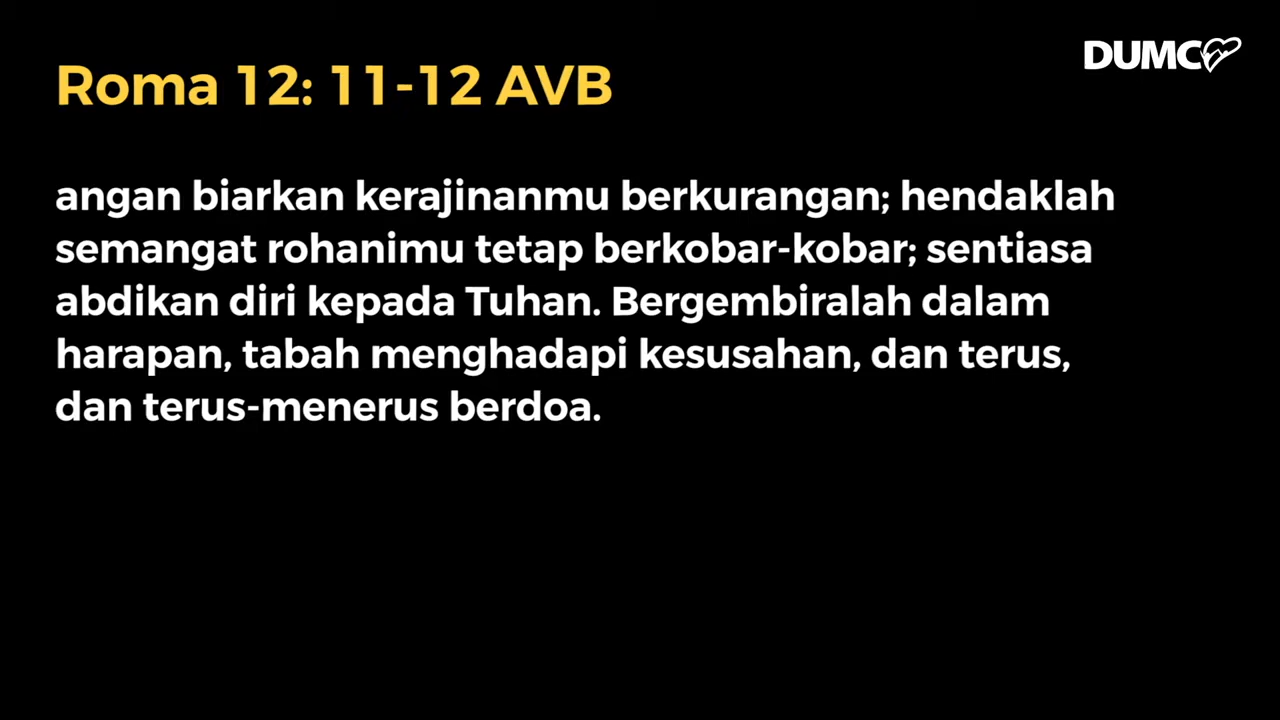 DUMC
Roma 12: 11-12 AVB
angan biarkan kerajinanmu berkurangan; hendaklah
semangat rohanimu tetap berkobar-kobar; sentiasa
abdikan diri kepada Tuhan. Bergembiralah dalam
harapan, tabah menghadapi kesusahan, dan terus,
dan terus-menerus berdoa.